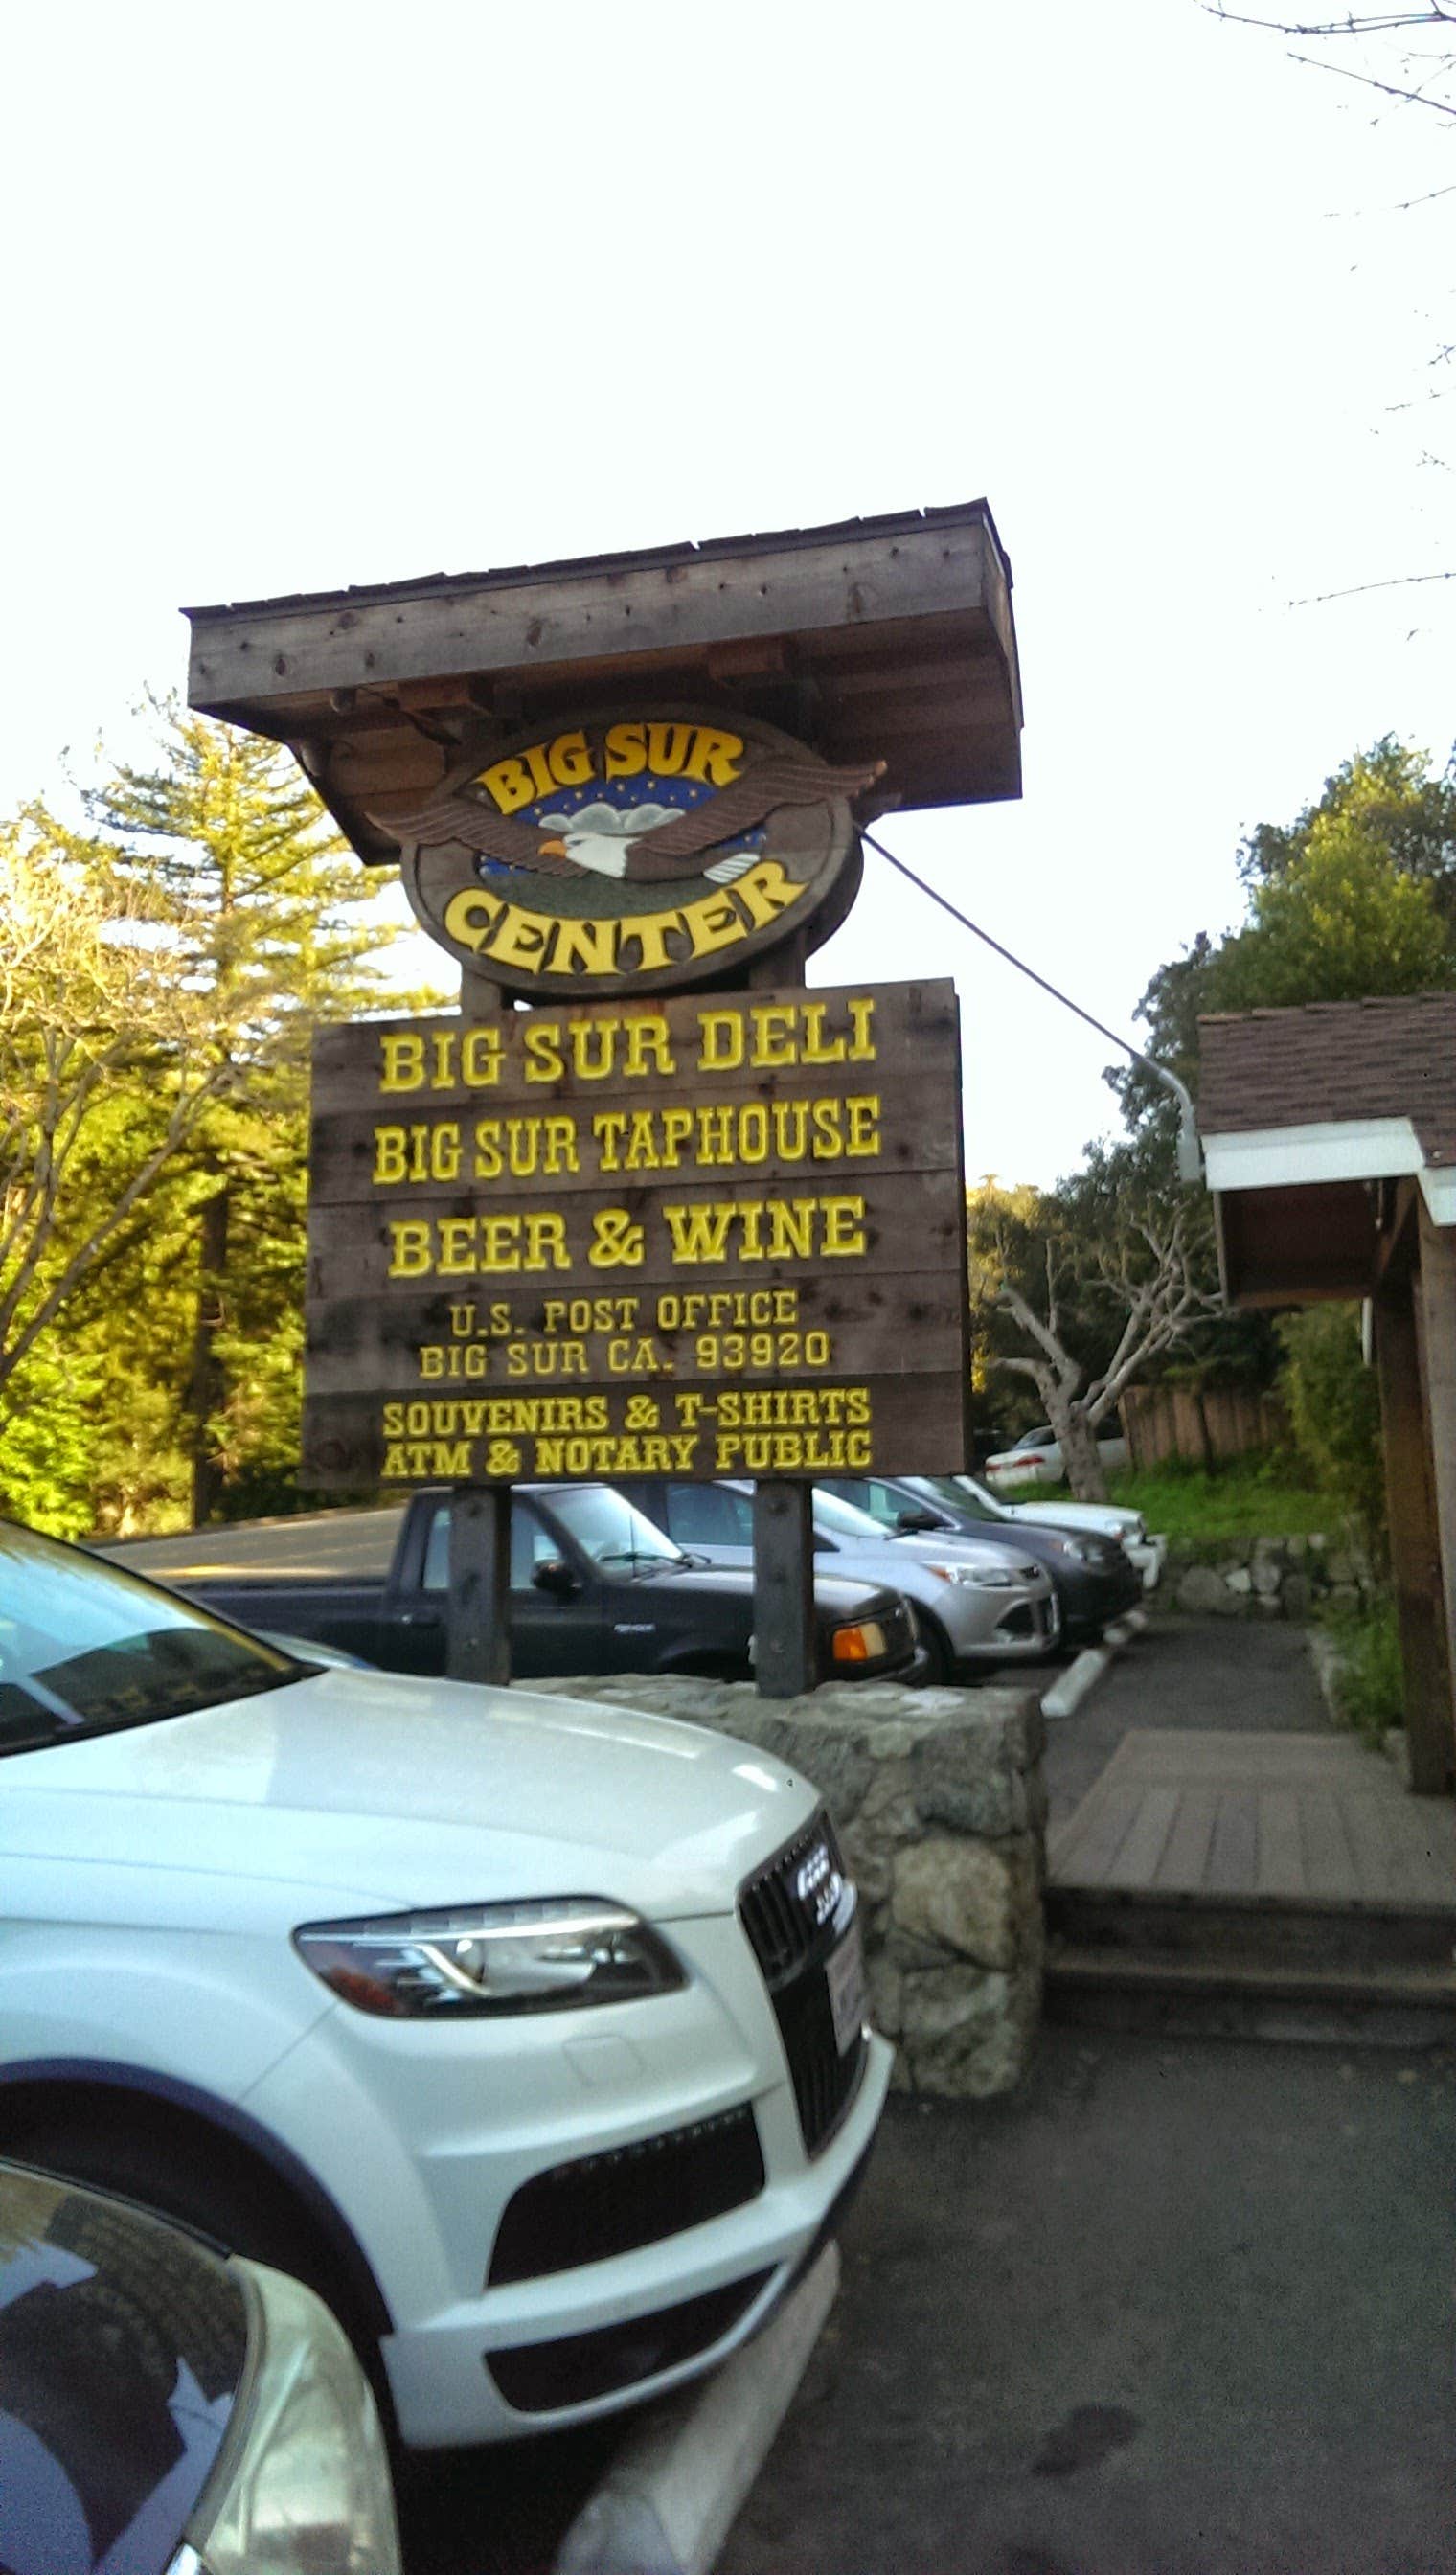 BIG SUR
CENTER
BIG SUR DELI
BIG SUR TAPHOUSE
BEER & WINE
U.S. POST OFFICE
BIG SUR CA. 93920
SOUVENIRS & T-SHIRTS
ATM & NOTARY PUBLIC